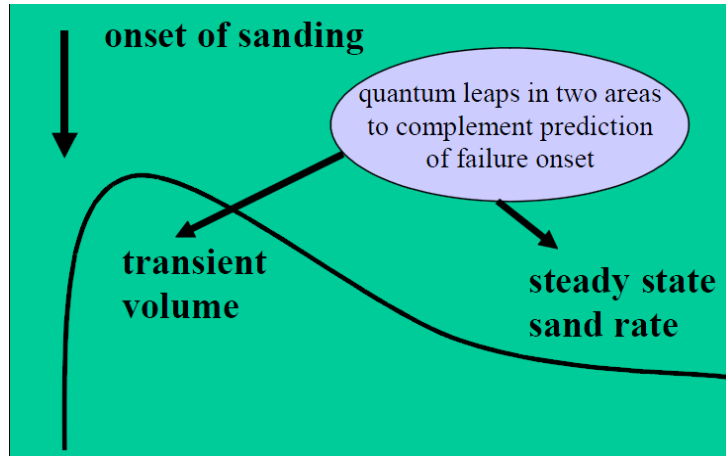 onset of sanding
quantum leaps in two areas
to complement prediction
of failure onset
transient
volume
steady state
sand rate